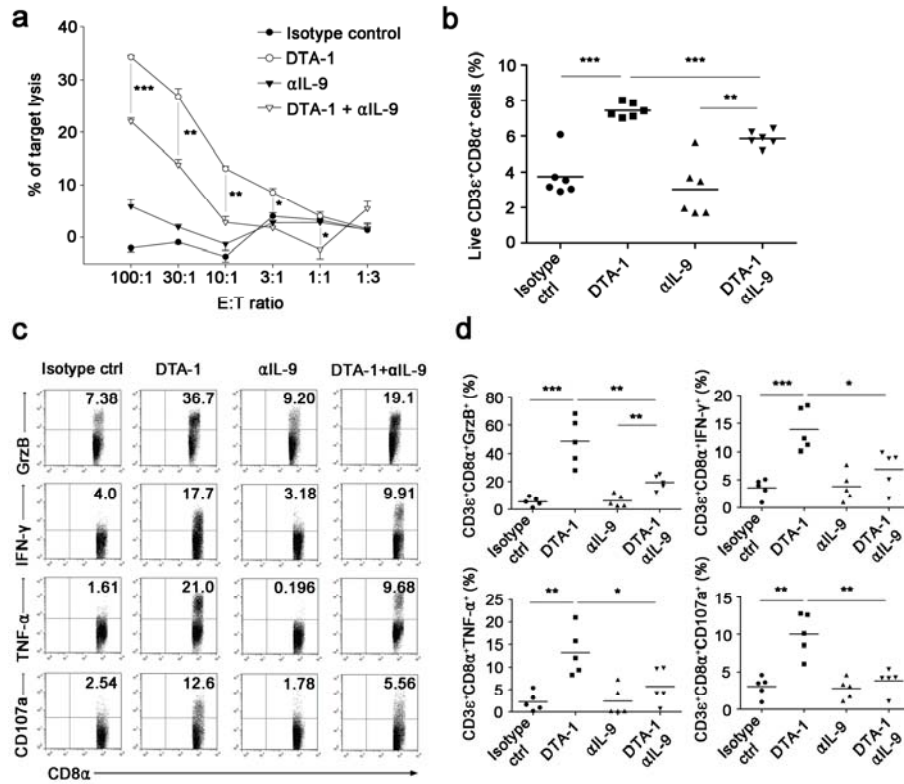 a
% of target lysis
40
30
20
10
0
Isotype control
DTA-1
αIL-9
DTA-1 + αIL-9
***
**
**
*
*
100:1 30:1 10:1 3:1 1:1 1:3
E:T ratio
b
Live CD3ε⁺CD8α⁺ cells (%)
10
8
6
4
2
0
*** ***
**
Isotype ctrl
DTA-1
αIL-9
DTA-1 αIL-9
c
Isotype ctrl DTA-1 αIL-9 DTA-1+αIL-9
GrzB 7.38 36.7 9.20 19.1
IFN-γ 4.0 17.7 3.18 9.91
TNF-α 1.61 21.0 0.196 9.68
CD107a 2.54 12.6 1.78 5.56
CD8α
d
CD3ε⁺CD8α⁺GrzB⁺ (%)
80
60
40
20
0
*** **
**
Isotype ctrl
DTA-1
αIL-9
DTA-1 αIL-9
CD3ε⁺CD8α⁺IFN-γ⁺ (%)
20
15
10
5
0
*** *
Isotype ctrl
DTA-1
αIL-9
DTA-1 αIL-9
CD3ε⁺CD8α⁺TNF-α⁺ (%)
25
20
15
10
5
0
** *
Isotype ctrl
DTA-1
αIL-9
DTA-1 αIL-9
CD3ε⁺CD8α⁺CD107a⁺ (%)
15
10
5
0
** **
Isotype ctrl
DTA-1
αIL-9
DTA-1 αIL-9